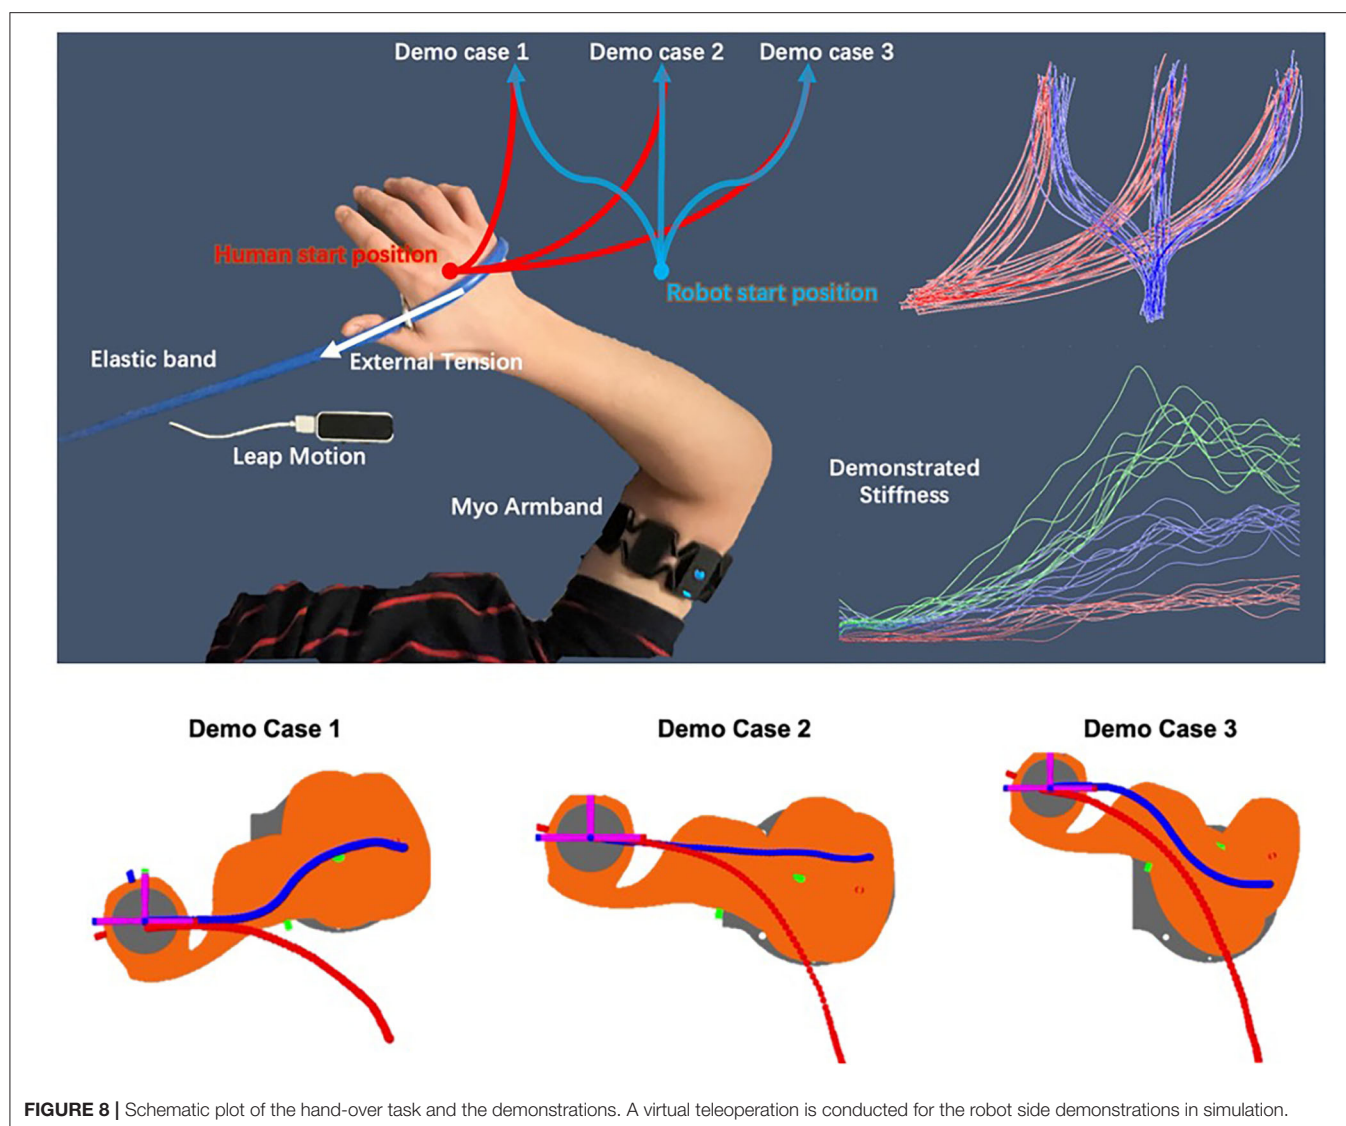 Demo case 1
Demo case 2
Demo case 3
Human start position
Robot start position
Elastic band
External Tension
Leap Motion
Myo Armband
Demonstrated
Stiffness
Demo Case 1
Demo Case 2
Demo Case 3
FIGURE 8 | Schematic plot of the hand-over task and the demonstrations. A virtual teleoperation is conducted for the robot side demonstrations in simulation.